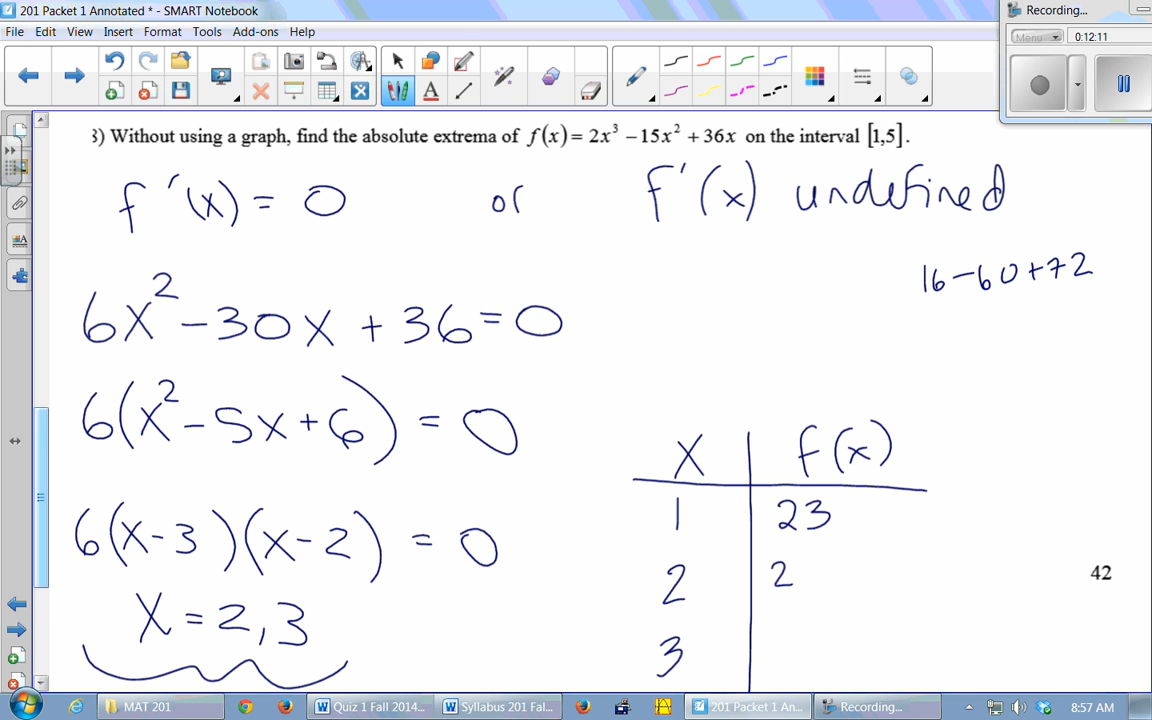 201 Packet 1 Annotated * - SMART Notebook
Recording...
File Edit View Insert Format Tools Add-ons Help
Menu
0:12:11
3) Without using a graph, find the absolute extrema of f(x) = 2x³ – 15x² + 36x on the interval [1,5].
f'(x) = 0 or f'(x) undefined
16-60+72
6x² - 30x + 36 = 0
6(x² - 5x + 6) = 0
6(x-3)(x-2) = 0
x = 2,3
x f(x)
1 23
2 2
3
42
MAT 201
Quiz 1 Fall 2014...
Syllabus 201 Fal...
201 Packet 1 An...
Recording...
8:57 AM